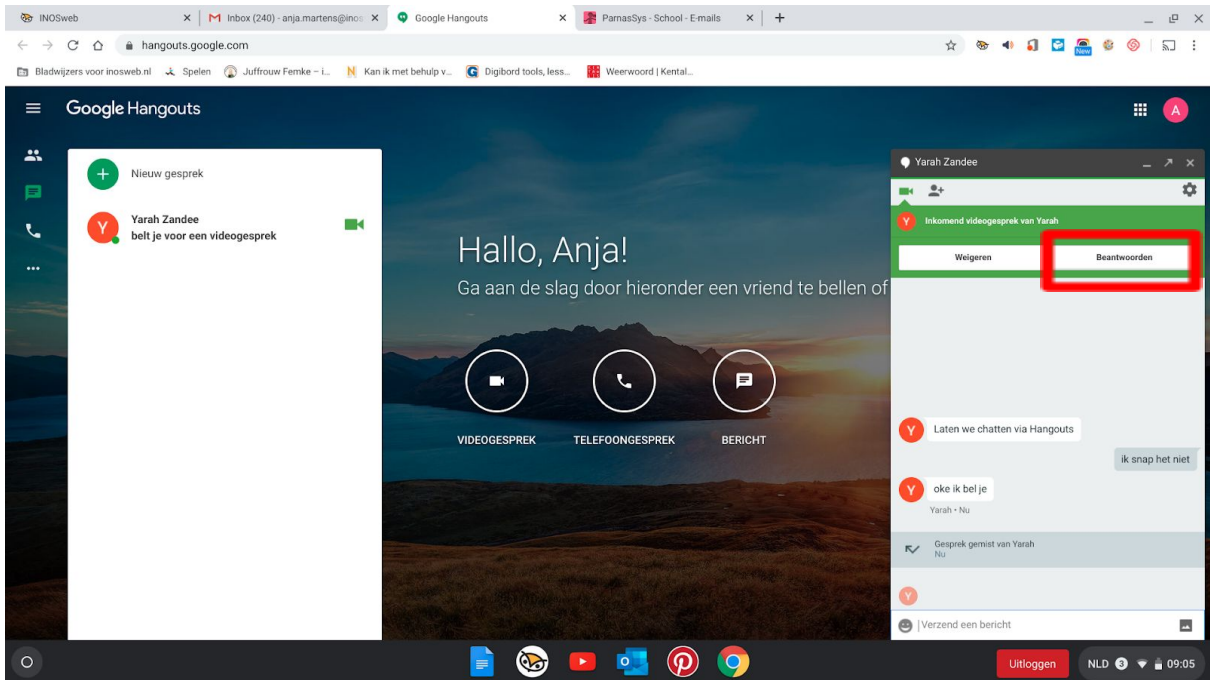 INOSweb
Inbox (240) - anja.martens@inos
Google Hangouts
ParnasSys - School - E-mails
hangouts.google.com
New
Bladwijzers voor inosweb.nl
Spelen
Juffrouw Femke – i...
Kan ik met behulp v...
Digibord tools, less...
Weerwoord | Kental...
Google Hangouts
A
Nieuw gesprek
Y
Yarah Zandee
belt je voor een videogesprek
Hallo, Anja!
Ga aan de slag door hieronder een vriend te bellen of
VIDEOGESPREK
TELEFOONGESPREK
BERICHT
Yarah Zandee
Y
Inkomend videogesprek van Yarah
Weigeren
Beantwoorden
Y
Laten we chatten via Hangouts
ik snap het niet
Y
oke ik bel je
Yarah • Nu
Gesprek gemist van Yarah
Nu
Y
Verzend een bericht
Uitloggen
NLD 3 09:05